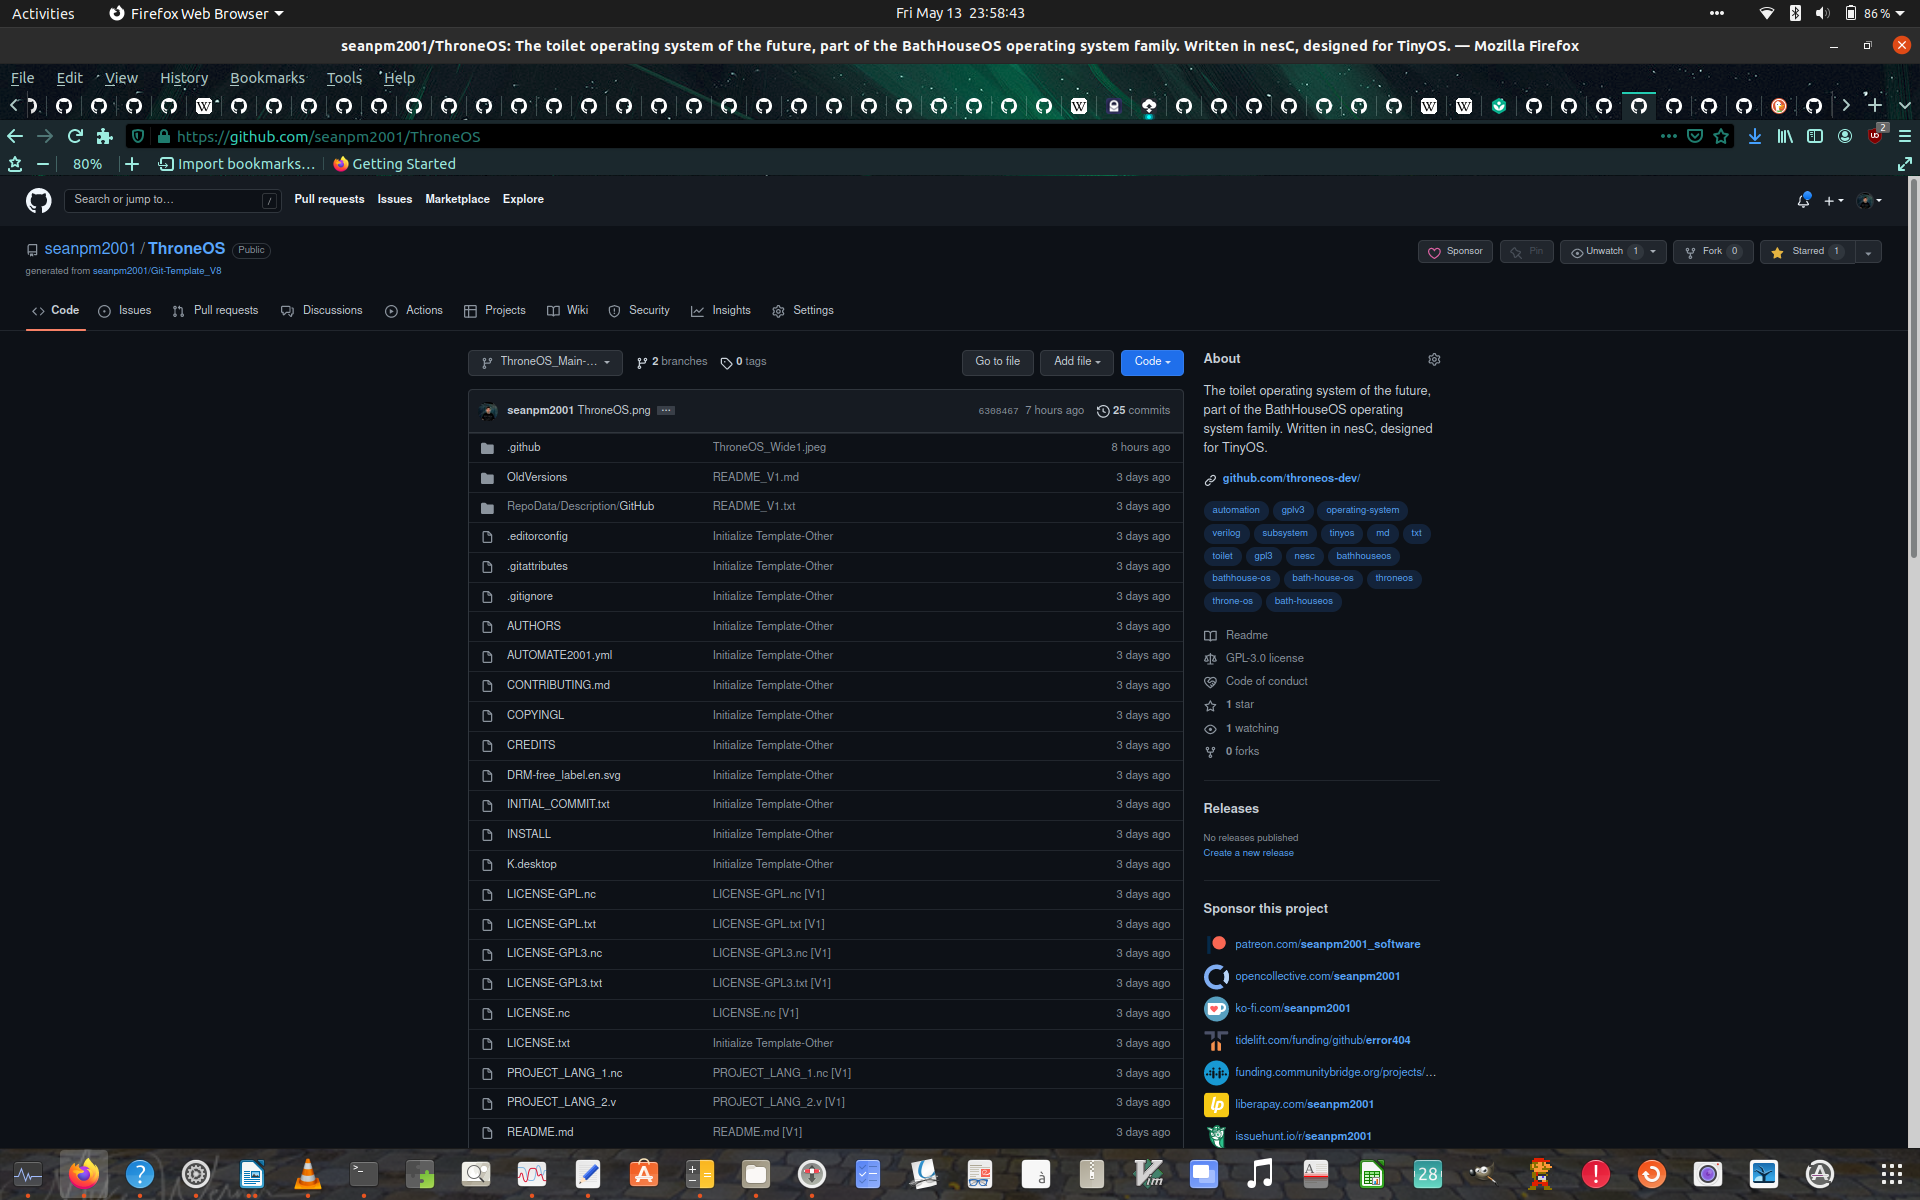 Activities Firefox Web Browser Fri May 13 23:58:43 86 %
seanpm2001/ThroneOS: The toilet operating system of the future, part of the BathHouseOS operating system family. Written in nesC, designed for TinyOS. — Mozilla Firefox
File Edit View History Bookmarks Tools Help
https://github.com/seanpm2001/ThroneOS 2
80% Import bookmarks... Getting Started
Search or jump to... / Pull requests Issues Marketplace Explore
seanpm2001 / ThroneOS Public Sponsor Pin Unwatch 1 Fork 0 Starred 1
generated from seanpm2001/Git-Template_V8
Code Issues Pull requests Discussions Actions Projects Wiki Security Insights Settings
ThroneOS_Main-... 2 branches 0 tags Go to file Add file Code
seanpm2001 ThroneOS.png ... 6308467 7 hours ago 25 commits
.github ThroneOS_Wide1.jpeg 8 hours ago
OldVersions README_V1.md 3 days ago
RepoData/Description/GitHub README_V1.txt 3 days ago
.editorconfig Initialize Template-Other 3 days ago
.gitattributes Initialize Template-Other 3 days ago
.gitignore Initialize Template-Other 3 days ago
AUTHORS Initialize Template-Other 3 days ago
AUTOMATE2001.yml Initialize Template-Other 3 days ago
CONTRIBUTING.md Initialize Template-Other 3 days ago
COPYINGL Initialize Template-Other 3 days ago
CREDITS Initialize Template-Other 3 days ago
DRM-free_label.en.svg Initialize Template-Other 3 days ago
INITIAL_COMMIT.txt Initialize Template-Other 3 days ago
INSTALL Initialize Template-Other 3 days ago
K.desktop Initialize Template-Other 3 days ago
LICENSE-GPL.nc LICENSE-GPL.nc [V1] 3 days ago
LICENSE-GPL.txt LICENSE-GPL.txt [V1] 3 days ago
LICENSE-GPL3.nc LICENSE-GPL3.nc [V1] 3 days ago
LICENSE-GPL3.txt LICENSE-GPL3.txt [V1] 3 days ago
LICENSE.nc LICENSE.nc [V1] 3 days ago
LICENSE.txt Initialize Template-Other 3 days ago
PROJECT_LANG_1.nc PROJECT_LANG_1.nc [V1] 3 days ago
PROJECT_LANG_2.v PROJECT_LANG_2.v [V1] 3 days ago
README.md README.md [V1] 3 days ago
About
The toilet operating system of the future,
part of the BathHouseOS operating
system family. Written in nesC, designed
for TinyOS.
github.com/throneos-dev/
automation gplv3 operating-system
verilog subsystem tinyos md txt
toilet gpl3 nesc bathhouseos
bathhouse-os bath-house-os throneos
throne-os bath-houseos
Readme
GPL-3.0 license
Code of conduct
1 star
1 watching
0 forks
Releases
No releases published
Create a new release
Sponsor this project
patreon.com/seanpm2001_software
opencollective.com/seanpm2001
ko-fi.com/seanpm2001
tidelift.com/funding/github/error404
funding.communitybridge.org/projects/...
liberapay.com/seanpm2001
issuehunt.io/r/seanpm2001
28